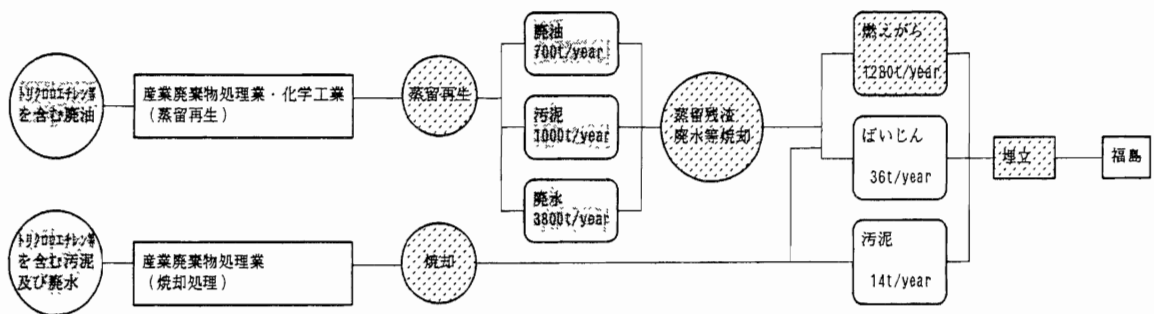 トリクロロエチレン等
を含む廃油
産業廃棄物処理業・化学工業
(蒸留再生)
蒸留再生
廃油
700t/year
汚泥
1000t/year
廃水
3800t/year
蒸留残渣
廃水等焼却
燃えがら
1280t/year
ばいじん
36t/year
汚泥
14t/year
埋立
福島
トリクロロエチレン等
を含む汚泥
及び廃水
産業廃棄物処理業
(焼却処理)
焼却